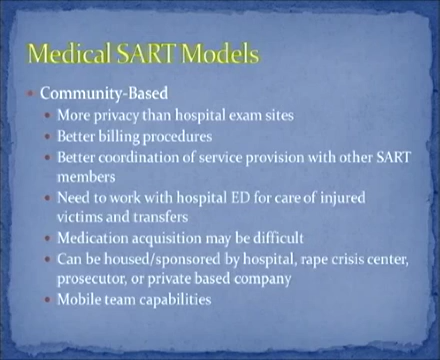 Medical SART Models
• Community-Based
• More privacy than hospital exam sites
• Better billing procedures
• Better coordination of service provision with other SART
members
• Need to work with hospital ED for care of injured
victims and transfers
• Medication acquisition may be difficult
• Can be housed/sponsored by hospital, rape crisis center,
prosecutor, or private based company
• Mobile team capabilities